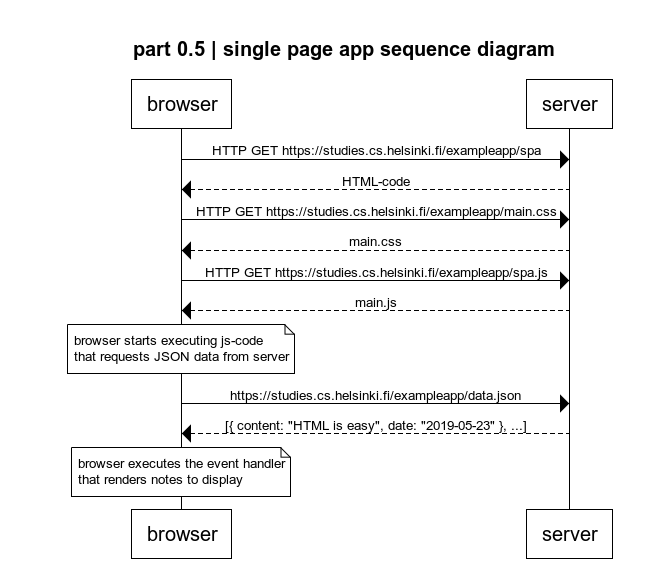 part 0.5 | single page app sequence diagram
browser
server
HTTP GET https://studies.cs.helsinki.fi/exampleapp/spa
HTML-code
HTTP GET https://studies.cs.helsinki.fi/exampleapp/main.css
main.css
HTTP GET https://studies.cs.helsinki.fi/exampleapp/spa.js
main.js
browser starts executing js-code
that requests JSON data from server
https://studies.cs.helsinki.fi/exampleapp/data.json
[{ content: "HTML is easy", date: "2019-05-23" }, ...]
browser executes the event handler
that renders notes to display
browser
server